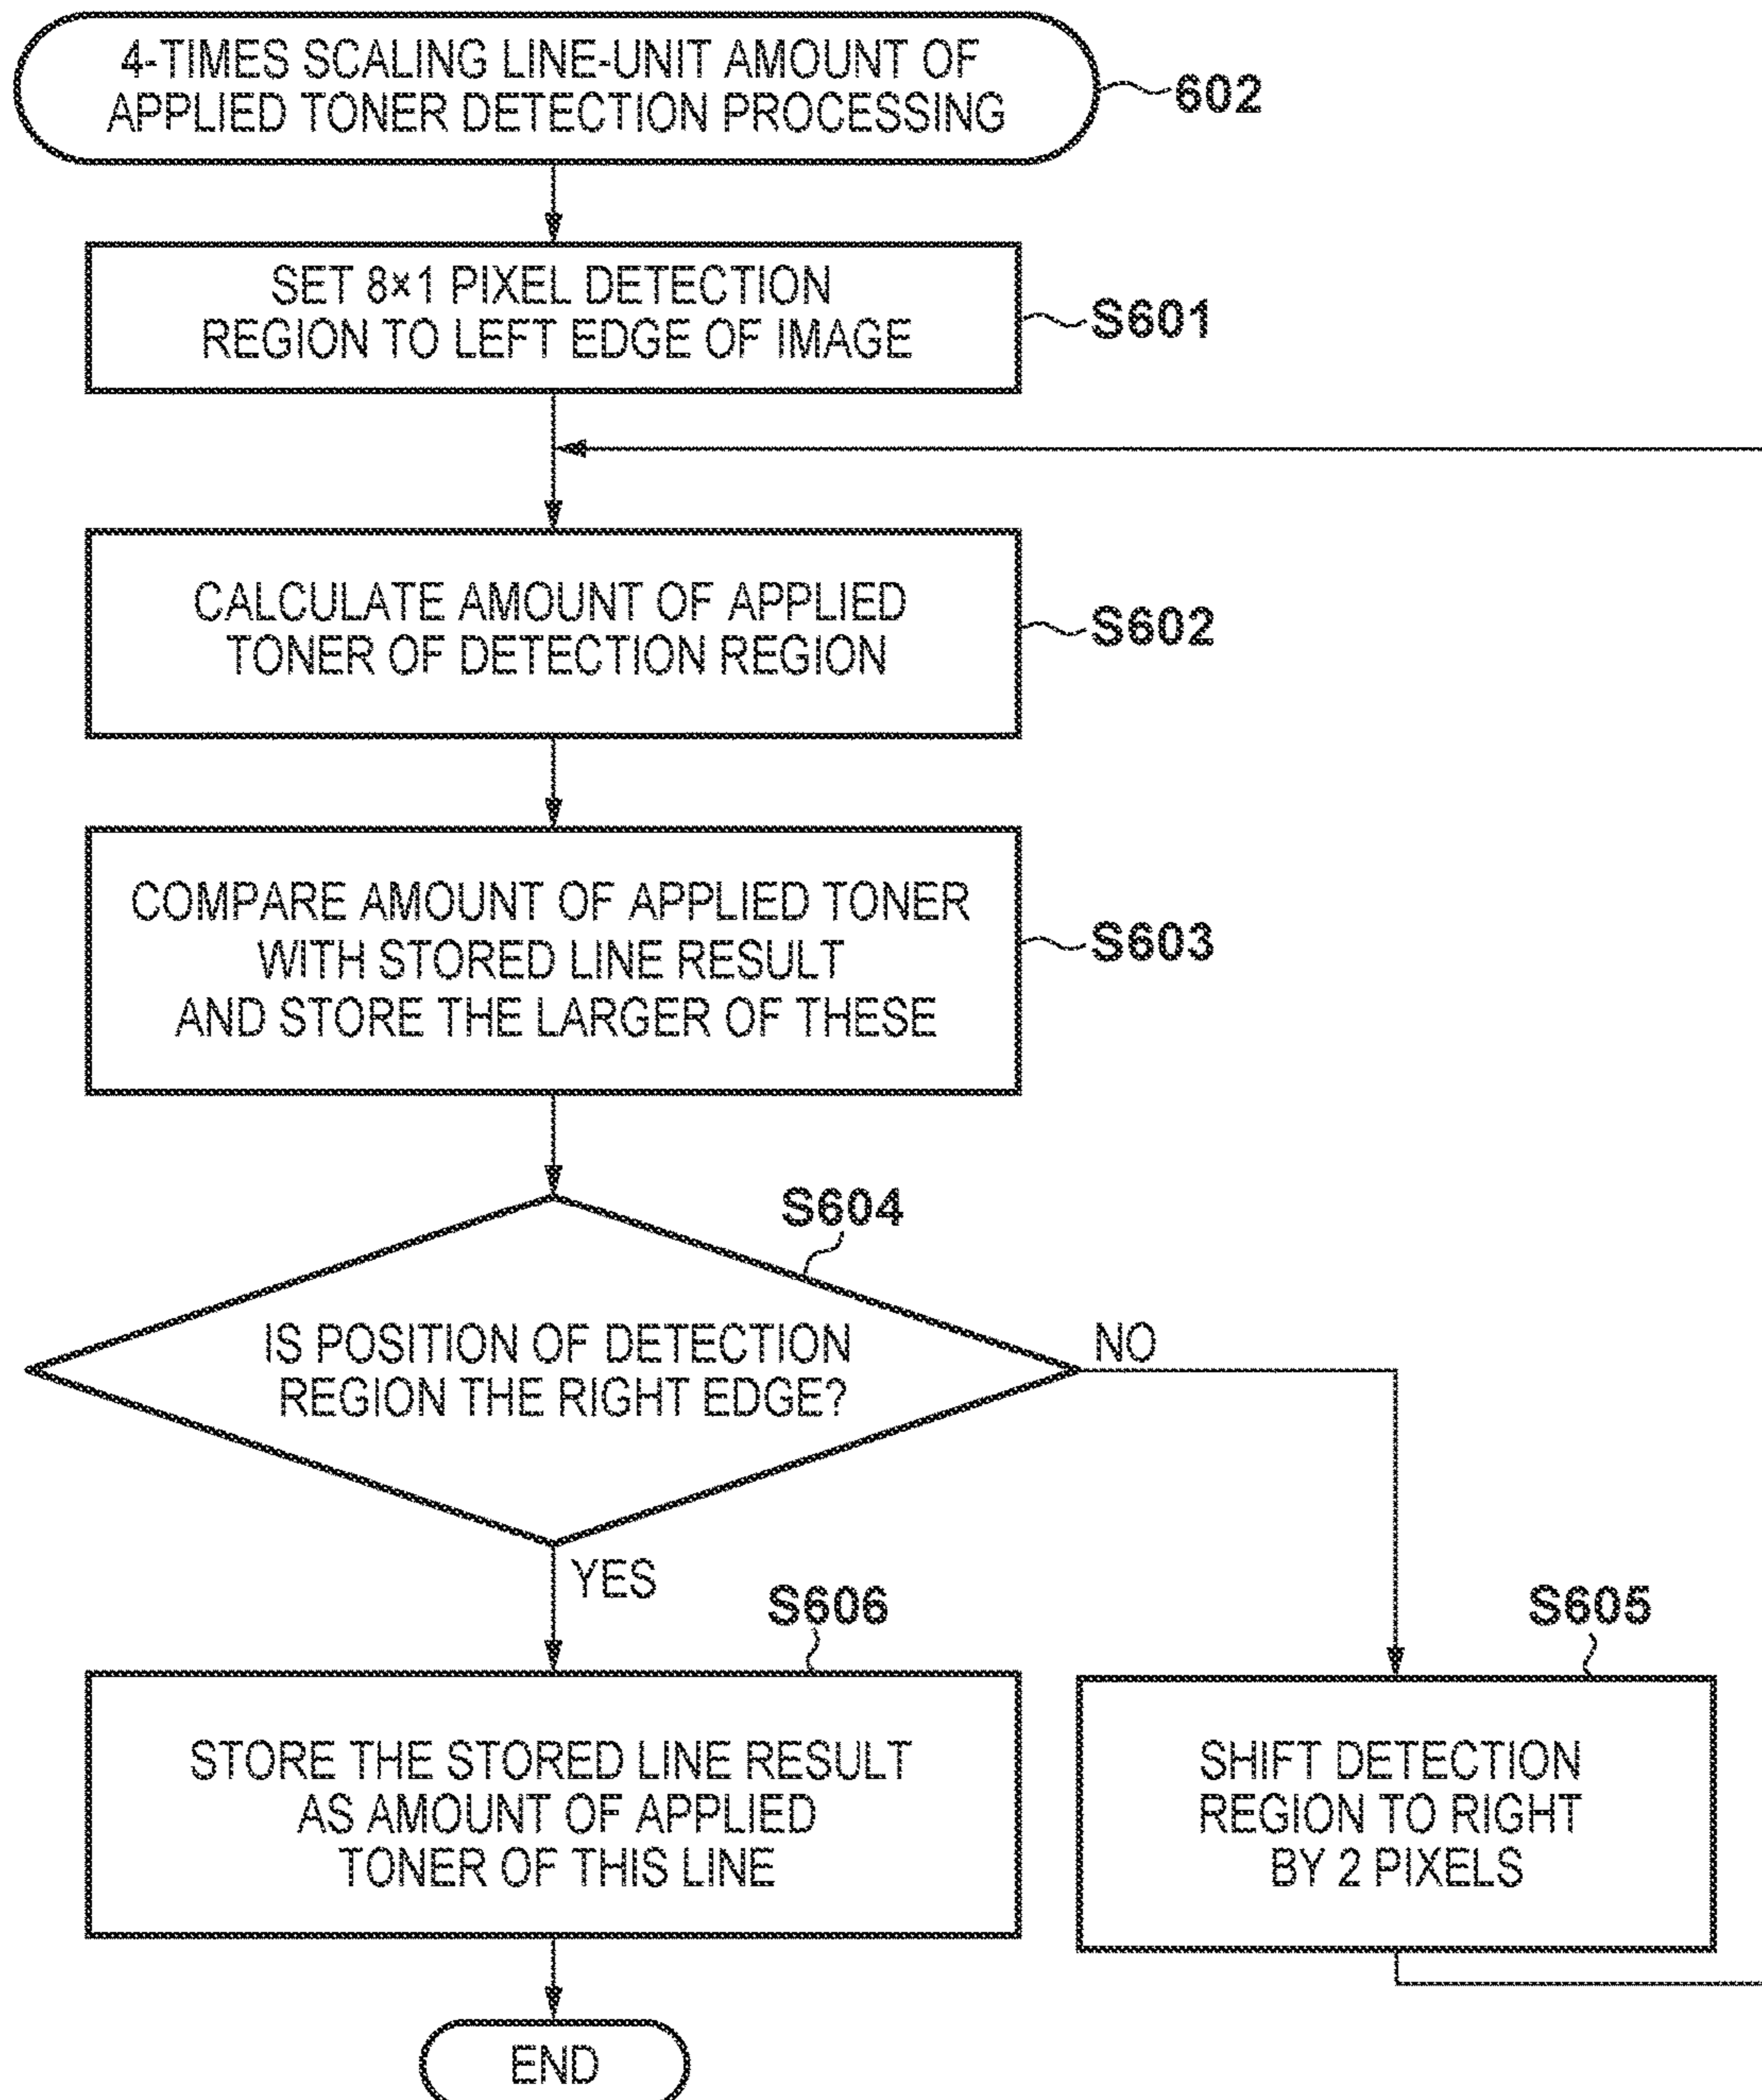 4-TIMES SCALING LINE-UNIT AMOUNT OF
APPLIED TONER DETECTION PROCESSING
602
SET 8×1 PIXEL DETECTION
REGION TO LEFT EDGE OF IMAGE
S601
CALCULATE AMOUNT OF APPLIED
TONER OF DETECTION REGION
S602
COMPARE AMOUNT OF APPLIED TONER
WITH STORED LINE RESULT
AND STORE THE LARGER OF THESE
S603
S604
IS POSITION OF DETECTION
REGION THE RIGHT EDGE?
NO
YES
S606
STORE THE STORED LINE RESULT
AS AMOUNT OF APPLIED
TONER OF THIS LINE
S605
SHIFT DETECTION
REGION TO RIGHT
BY 2 PIXELS
END